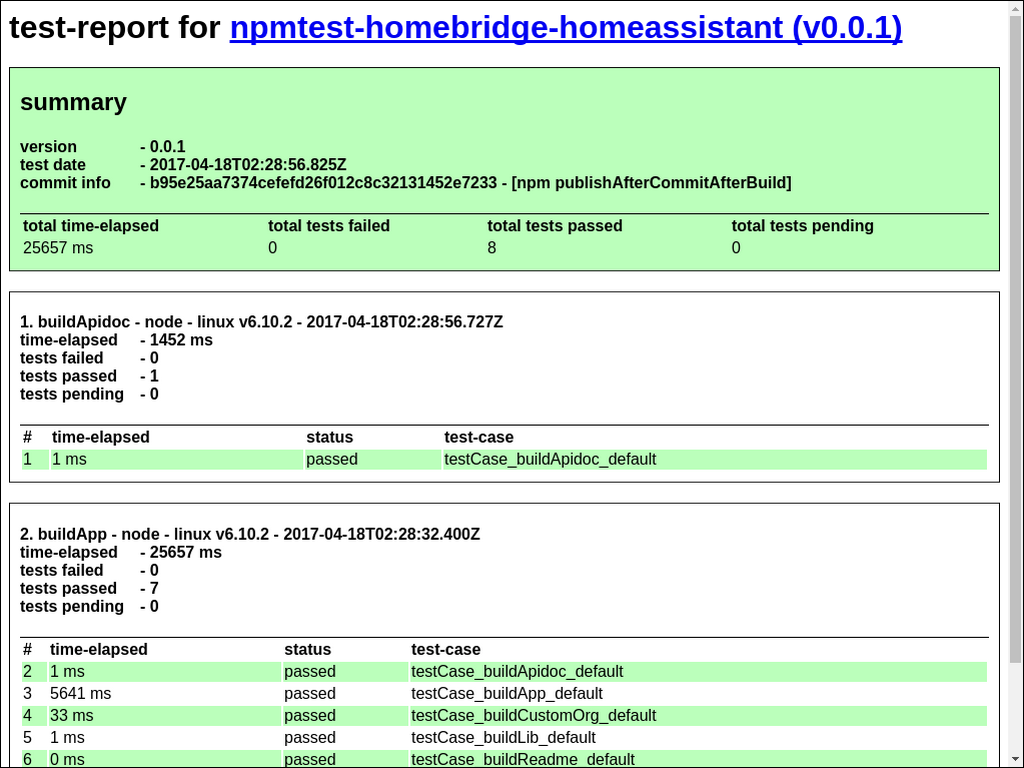 test-report for npmtest-homebridge-homeassistant (v0.0.1)
summary
version - 0.0.1
test date - 2017-04-18T02:28:56.825Z
commit info - b95e25aa7374cefefd26f012c8c32131452e7233 - [npm publishAfterCommitAfterBuild]
total time-elapsed total tests failed total tests passed total tests pending
25657 ms 0 8 0
1. buildApidoc - node - linux v6.10.2 - 2017-04-18T02:28:56.727Z
time-elapsed - 1452 ms
tests failed - 0
tests passed - 1
tests pending - 0
# time-elapsed status test-case
1 1 ms passed testCase_buildApidoc_default
2. buildApp - node - linux v6.10.2 - 2017-04-18T02:28:32.400Z
time-elapsed - 25657 ms
tests failed - 0
tests passed - 7
tests pending - 0
# time-elapsed status test-case
2 1 ms passed testCase_buildApidoc_default
3 5641 ms passed testCase_buildApp_default
4 33 ms passed testCase_buildCustomOrg_default
5 1 ms passed testCase_buildLib_default
6 0 ms passed testCase_buildReadme_default